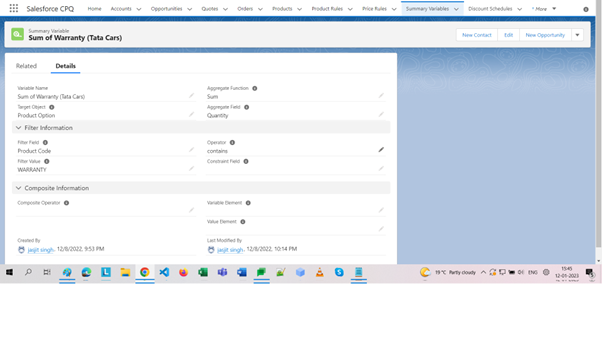 Salesforce CPQ Home Accounts Opportunities Quotes Orders Products Product Rules Price Rules Summary Variables Discount Schedules * More
Summary Variable
Sum of Warranty (Tata Cars)
New Contact Edit New Opportunity
Related Details
Variable Name Aggregate Function
Sum of Warranty (Tata Cars) Sum
Target Object Aggregate Field
Product Option Quantity
Filter Information
Filter Field Operator
Product Code contains
Filter Value Constraint Field
WARRANTY
Composite Information
Composite Operator Variable Element
Value Element
Created By Last Modified By
jasjit singh, 12/8/2022, 9:53 PM jasjit singh, 12/8/2022, 10:14 PM
19°C Partly cloudy ENG 15:45
12-01-2023